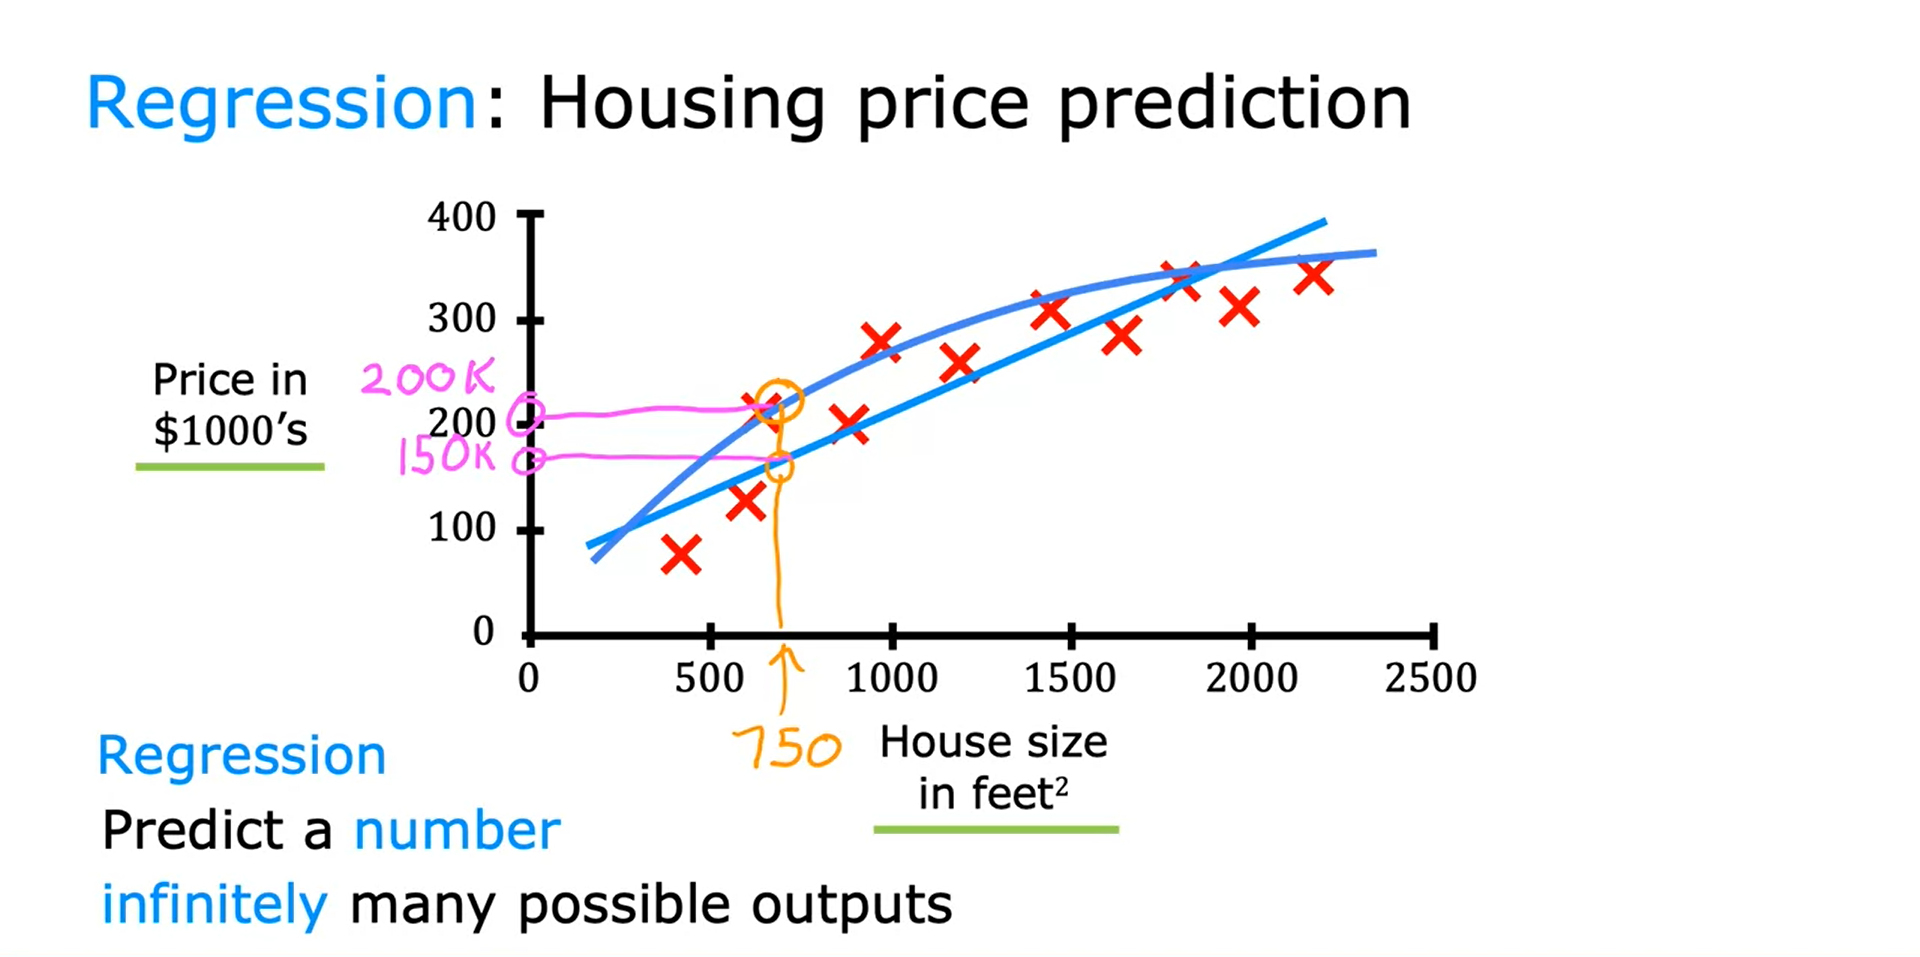 Regression: Housing price prediction
400
300
200K
200
150K
100
0
Price in
$1000’s
0 500 1000 1500 2000 2500
750
House size
in feet²
Regression
Predict a number
infinitely many possible outputs